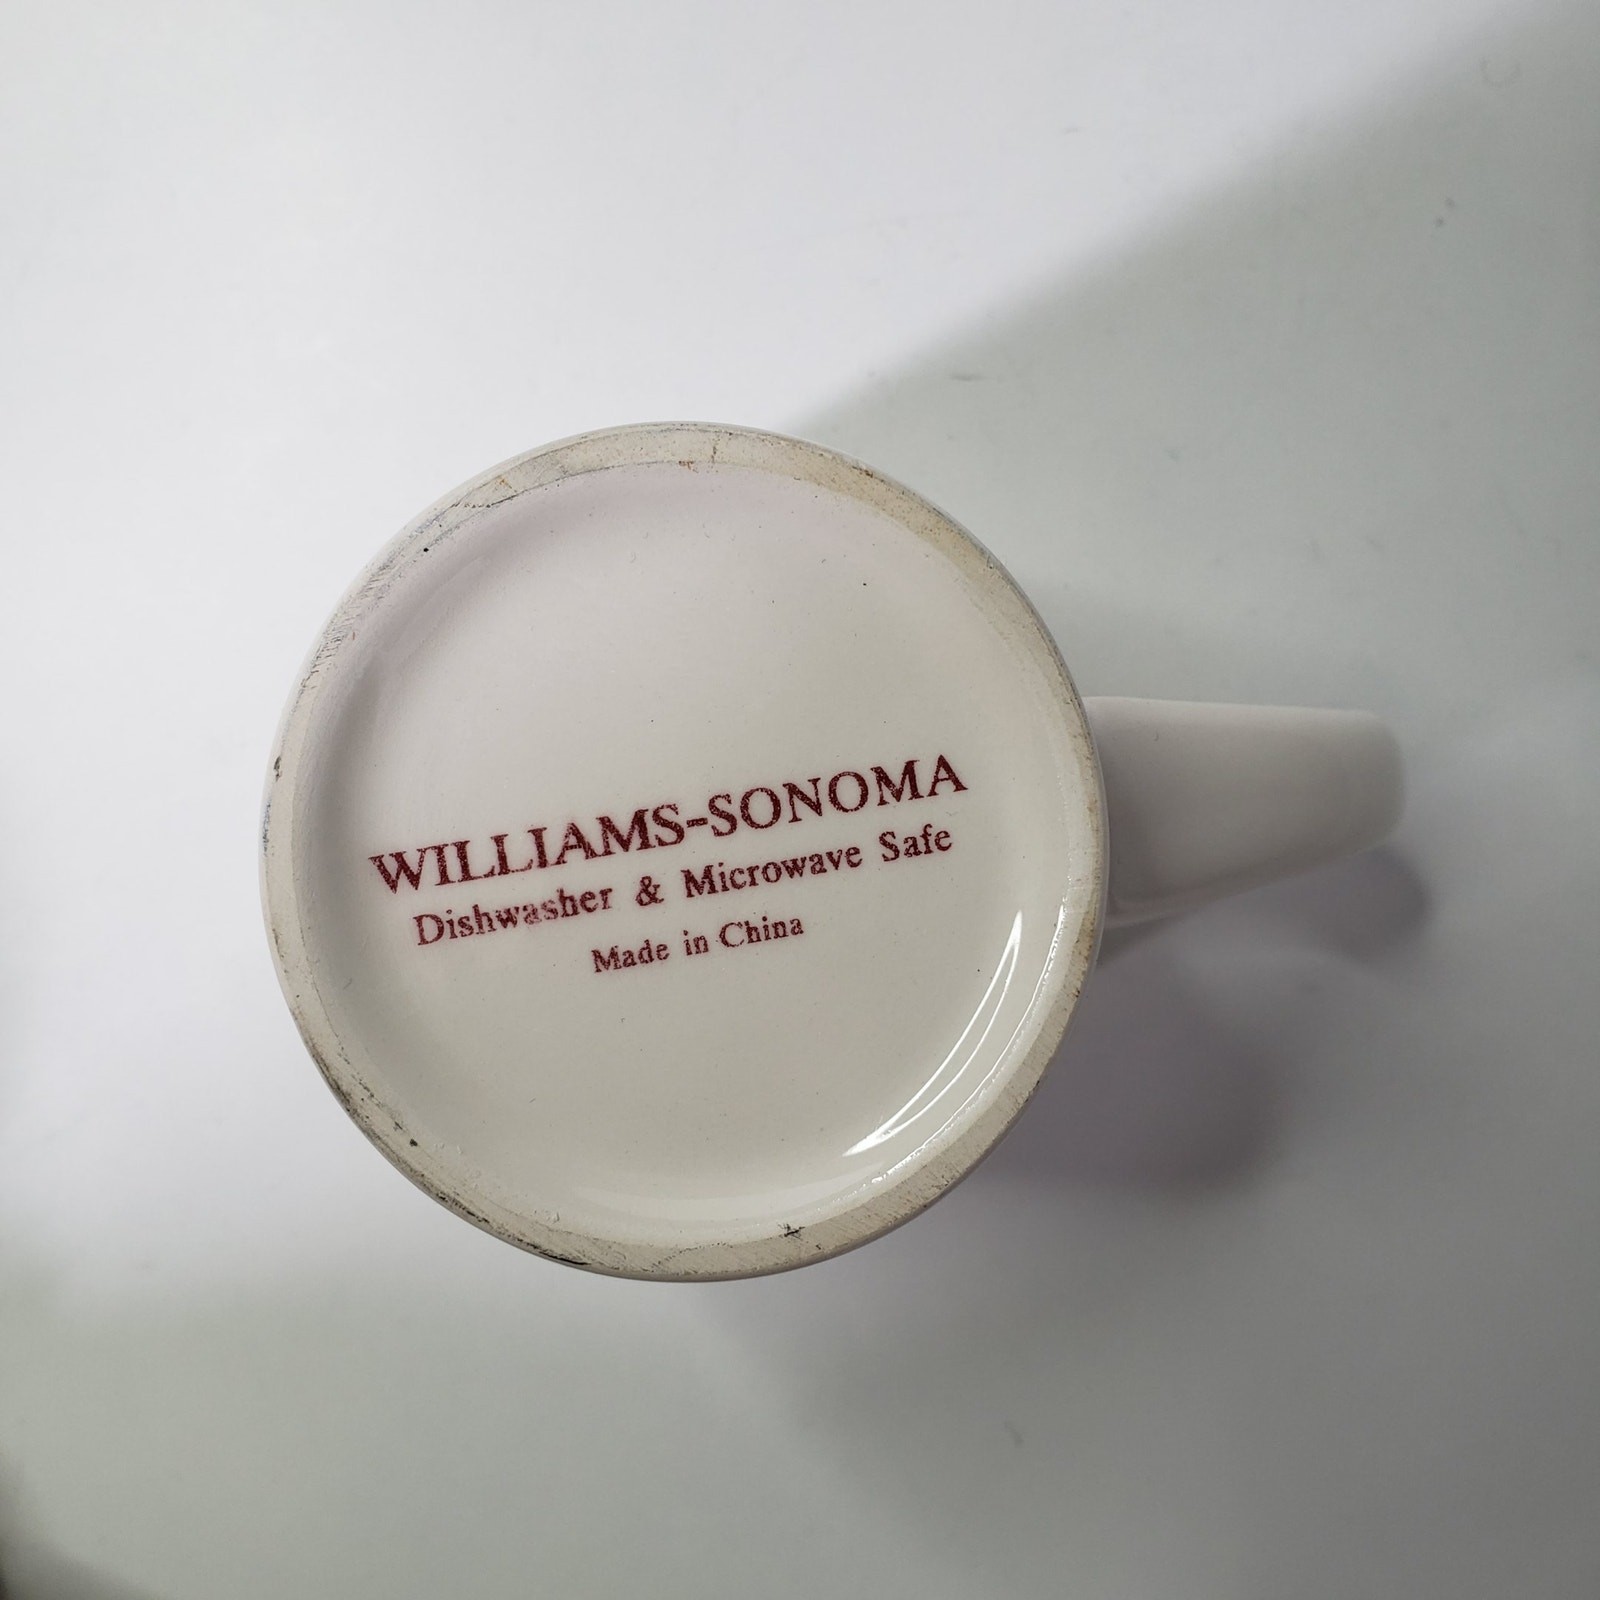 WILLIAMS-SONOMA
Dishwasher & Microwave Safe
Made in China